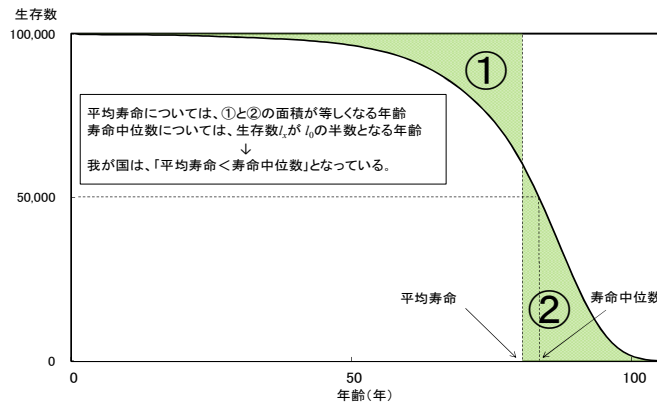 生存数
100,000
①
平均寿命については、①と②の面積が等しくなる年齢
寿命中位数については、生存数lxが l0の半数となる年齢
↓
我が国は、「平均寿命＜寿命中位数」となっている。
50,000
平均寿命
②
寿命中位数
0
0
50
100
年齢(年)